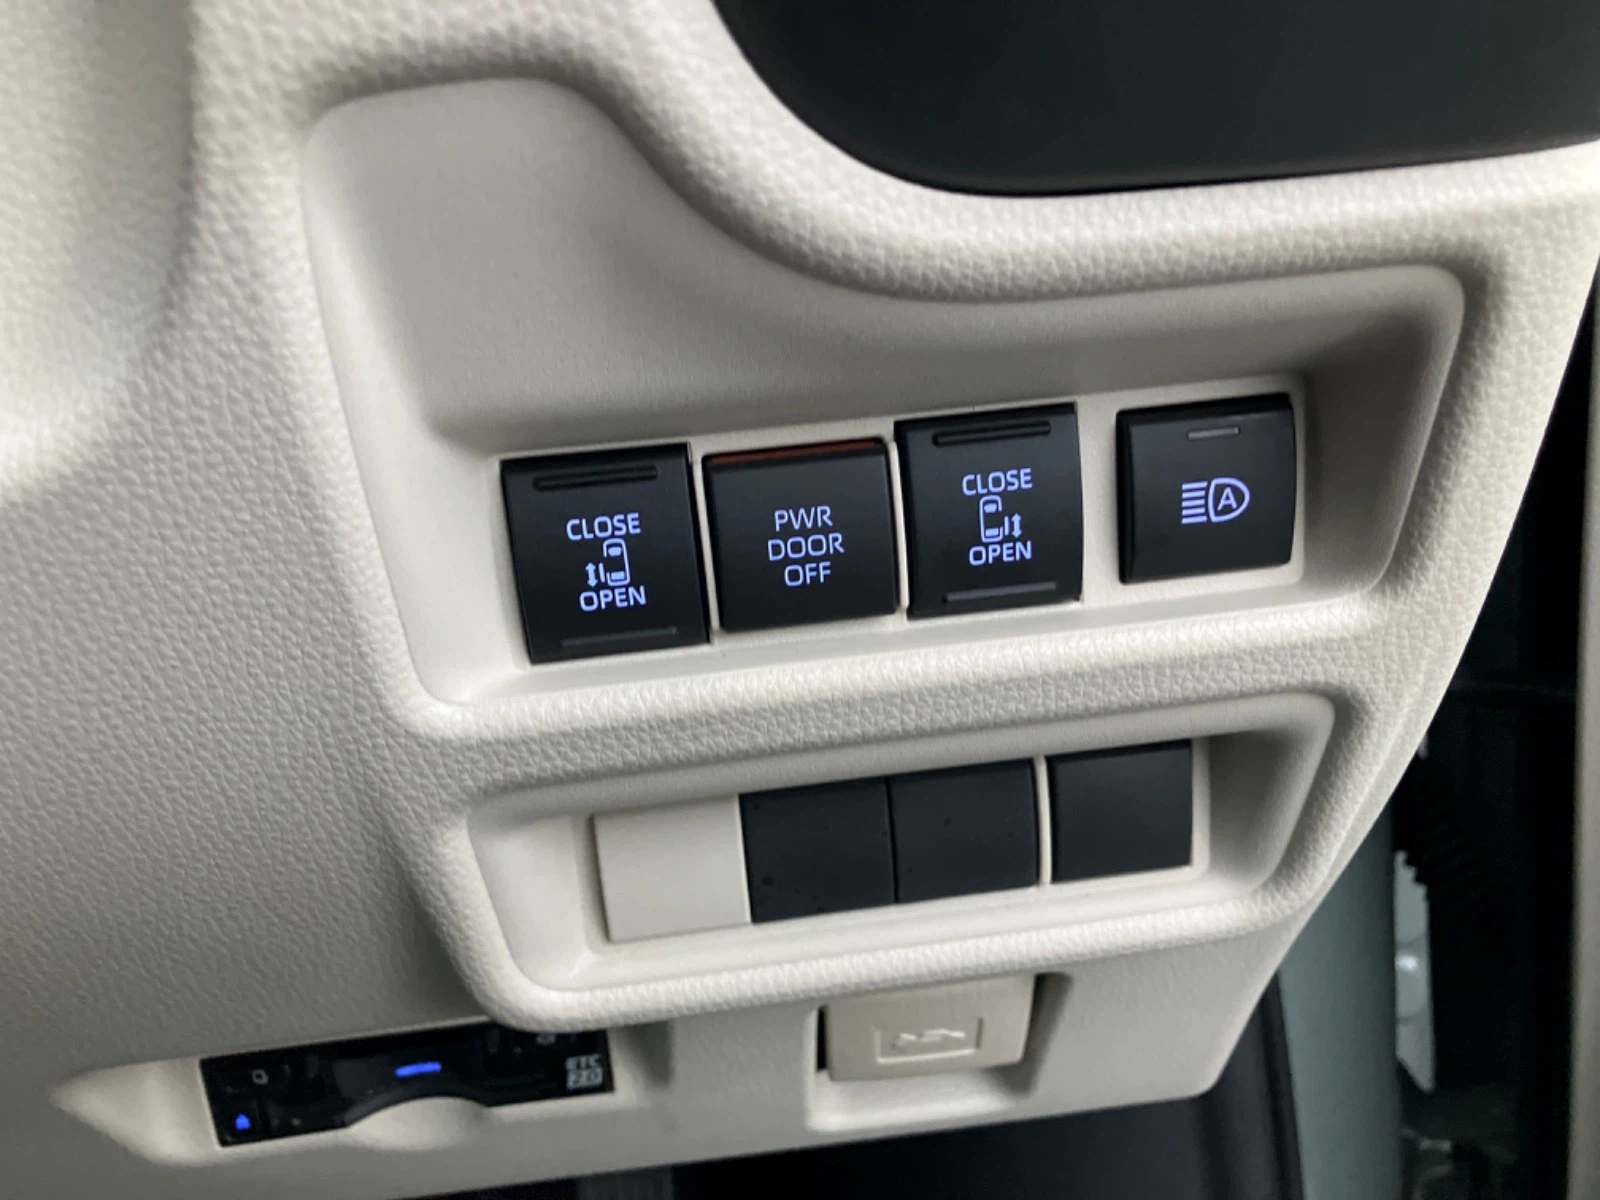 CLOSE
OPEN
PWR
DOOR
OFF
CLOSE
OPEN
A
ETC
2.0